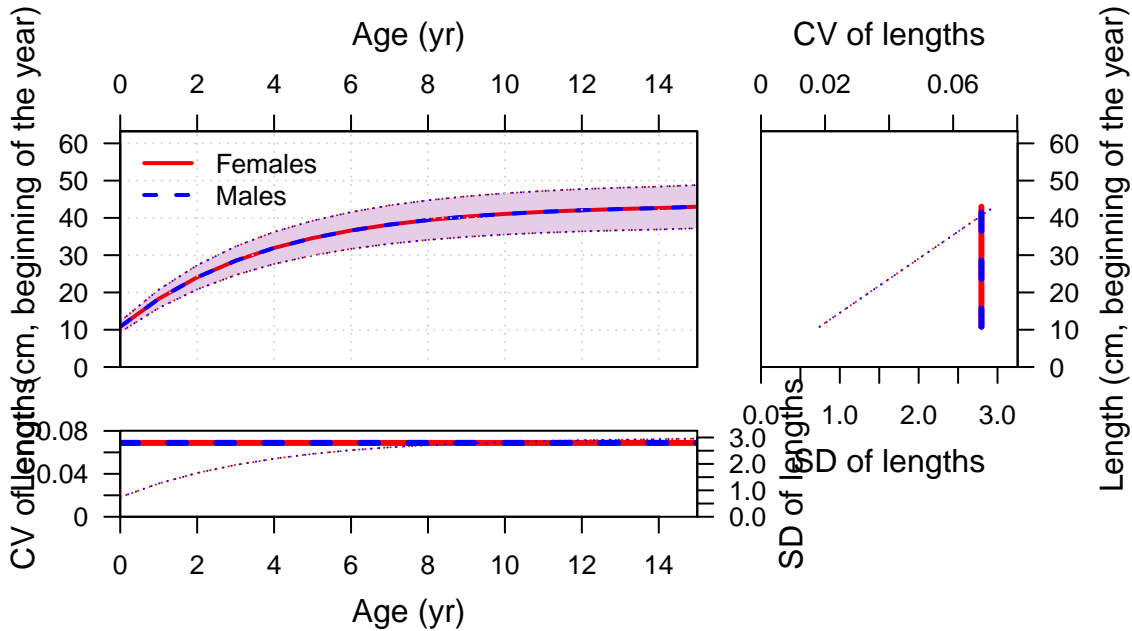 Age (yr)
CV of lengths
0 2 4 6 8 10 12 14
0 0.02 0.06
Length (cm, beginning of the year)
60
50
40
30
20
10
0
Females
Males
60
50
40
30
20
10
0
Length (cm, beginning of the year)
0.0 1.0 2.0 3.0
SD of lengths
CV of lengths
0.08
0.04
0
3.0
2.0
1.0
0.0
SD of lengths
0 2 4 6 8 10 12 14
Age (yr)